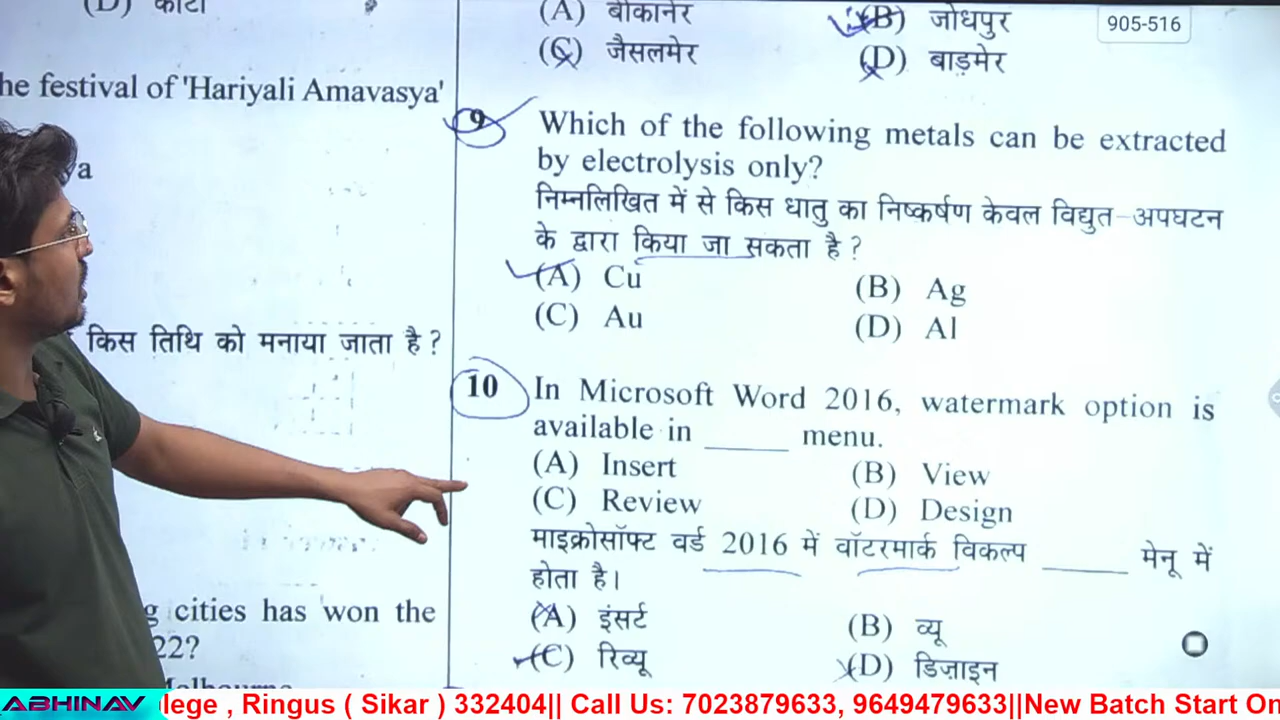 (D) कोटा
he festival of 'Hariyali Amavasya'
ya
किस तिथि को मनाया जाता है ?
g cities has won the
22?
Melbourne
(A) बीकानेर (B) जोधपुर
(C) जैसलमेर (D) बाड़मेर
905-516
9 Which of the following metals can be extracted
by electrolysis only?
निम्नलिखित में से किस धातु का निष्कर्षण केवल विद्युत-अपघटन
के द्वारा किया जा सकता है ?
(A) Cu (B) Ag
(C) Au (D) Al
10 In Microsoft Word 2016, watermark option is
available in ______ menu.
(A) Insert (B) View
(C) Review (D) Design
माइक्रोसॉफ्ट वर्ड 2016 में वॉटरमार्क विकल्प ______ मेनू में
होता है।
(A) इंसर्ट (B) व्यू
(C) रिव्यू (D) डिज़ाइन
ABHINAV llege , Ringus ( Sikar ) 332404|| Call Us: 7023879633, 9649479633||New Batch Start On